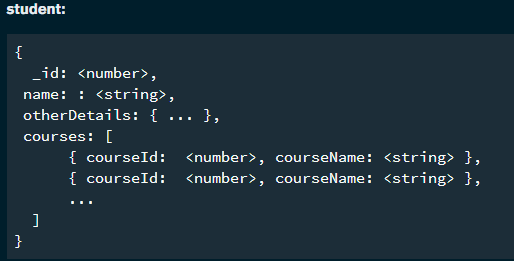 student:
{
_id: <number>,
name: : <string>,
otherDetails: { ... },
courses: [
{ courseId: <number>, courseName: <string> },
{ courseId: <number>, courseName: <string> },
...
]
}